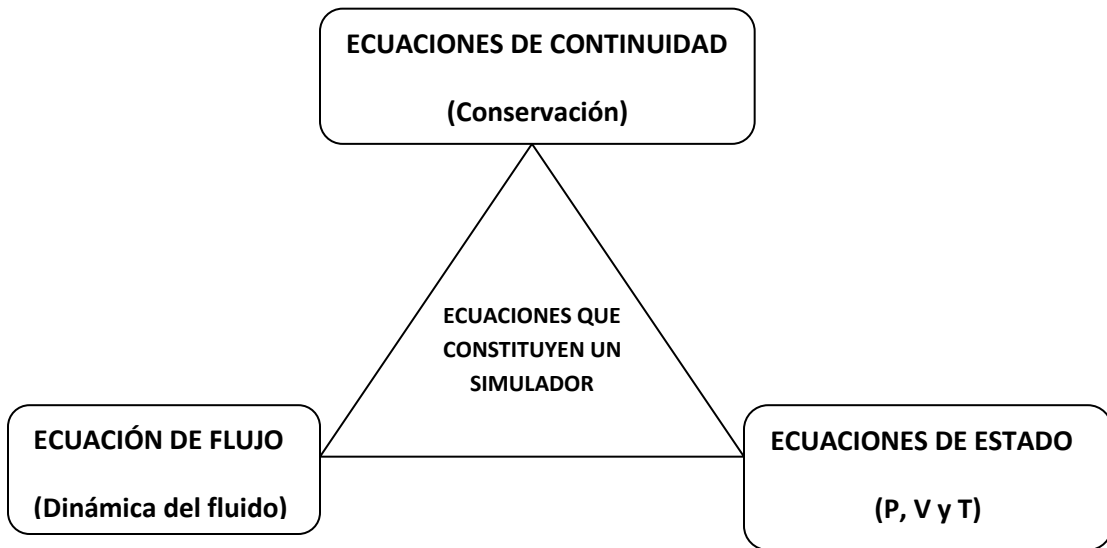 ECUACIONES DE CONTINUIDAD
(Conservación)
ECUACIONES QUE
CONSTITUYEN UN
SIMULADOR
ECUACIÓN DE FLUJO
(Dinámica del fluido)
ECUACIONES DE ESTADO
(P, V y T)